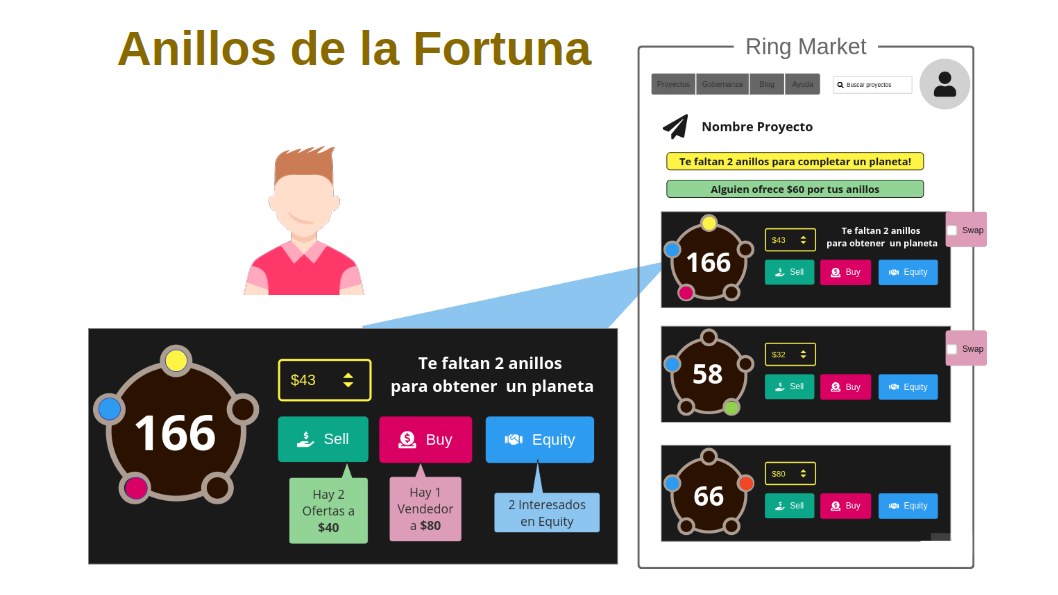 Anillos de la Fortuna
Ring Market
Proyectos
Gobernanza
Blog
Ayuda
Buscar proyectos
Nombre Proyecto
Te faltan 2 anillos para completar un planeta!
Alguien ofrece $60 por tus anillos
166
$43
Te faltan 2 anillos
para obtener un planeta
Sell
Buy
Equity
Swap
58
$32
Sell
Buy
Equity
Swap
66
$80
Sell
Buy
Equity
166
$43
Te faltan 2 anillos
para obtener un planeta
Sell
Buy
Equity
Hay 2
Ofertas a
$40
Hay 1
Vendedor
a $80
2 Interesados
en Equity